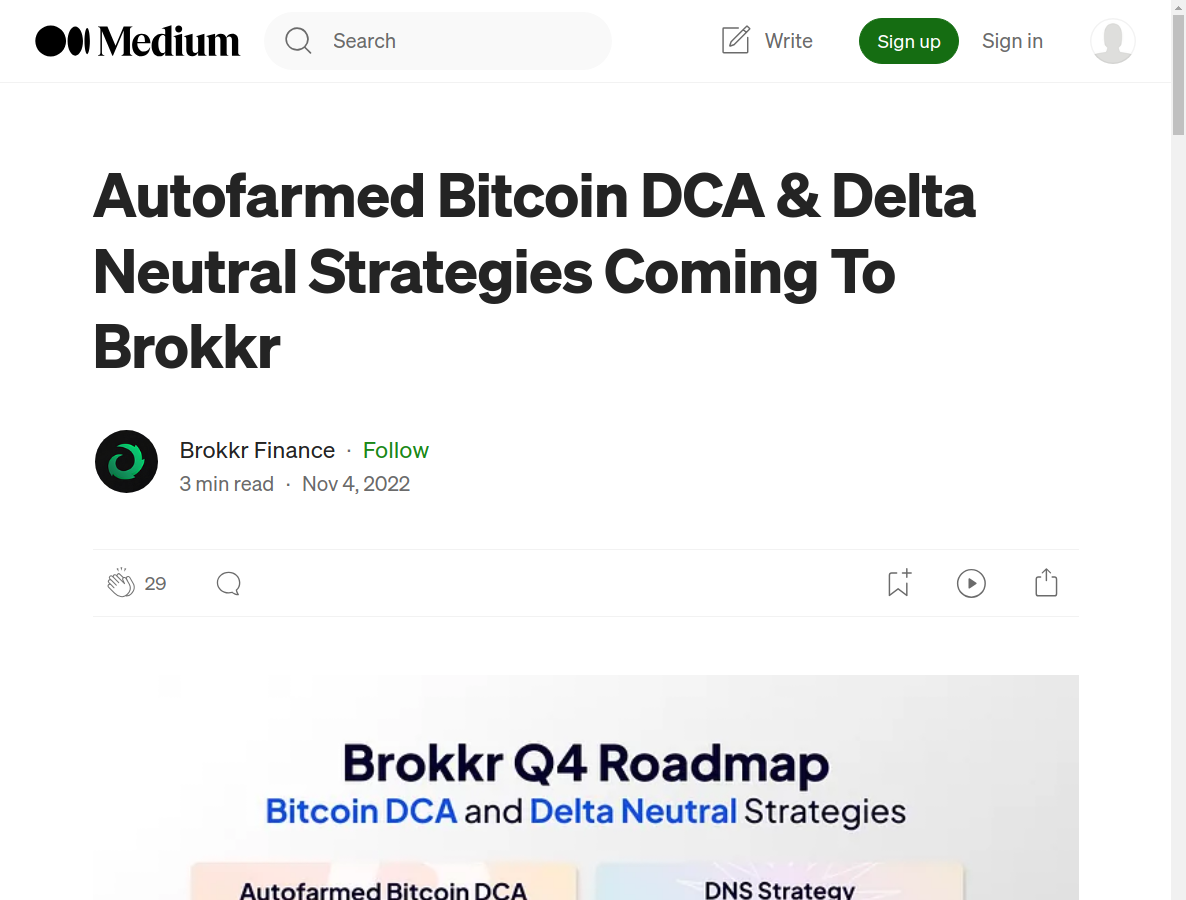 Medium
Search
Write
Sign up
Sign in
Autofarmed Bitcoin DCA & Delta
Neutral Strategies Coming To
Brokkr
Brokkr Finance · Follow
3 min read · Nov 4, 2022
29
Brokkr Q4 Roadmap
Bitcoin DCA and Delta Neutral Strategies
Autofarmed Bitcoin DCA
DNS Strategy